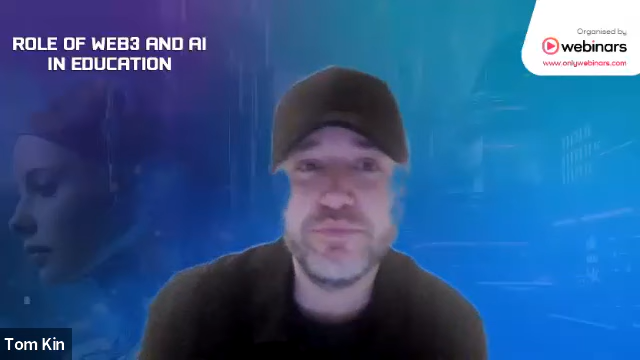 ROLE OF WEB3 AND AI
IN EDUCATION
Organised by
webinars
www.onlywebinars.com
Tom Kin